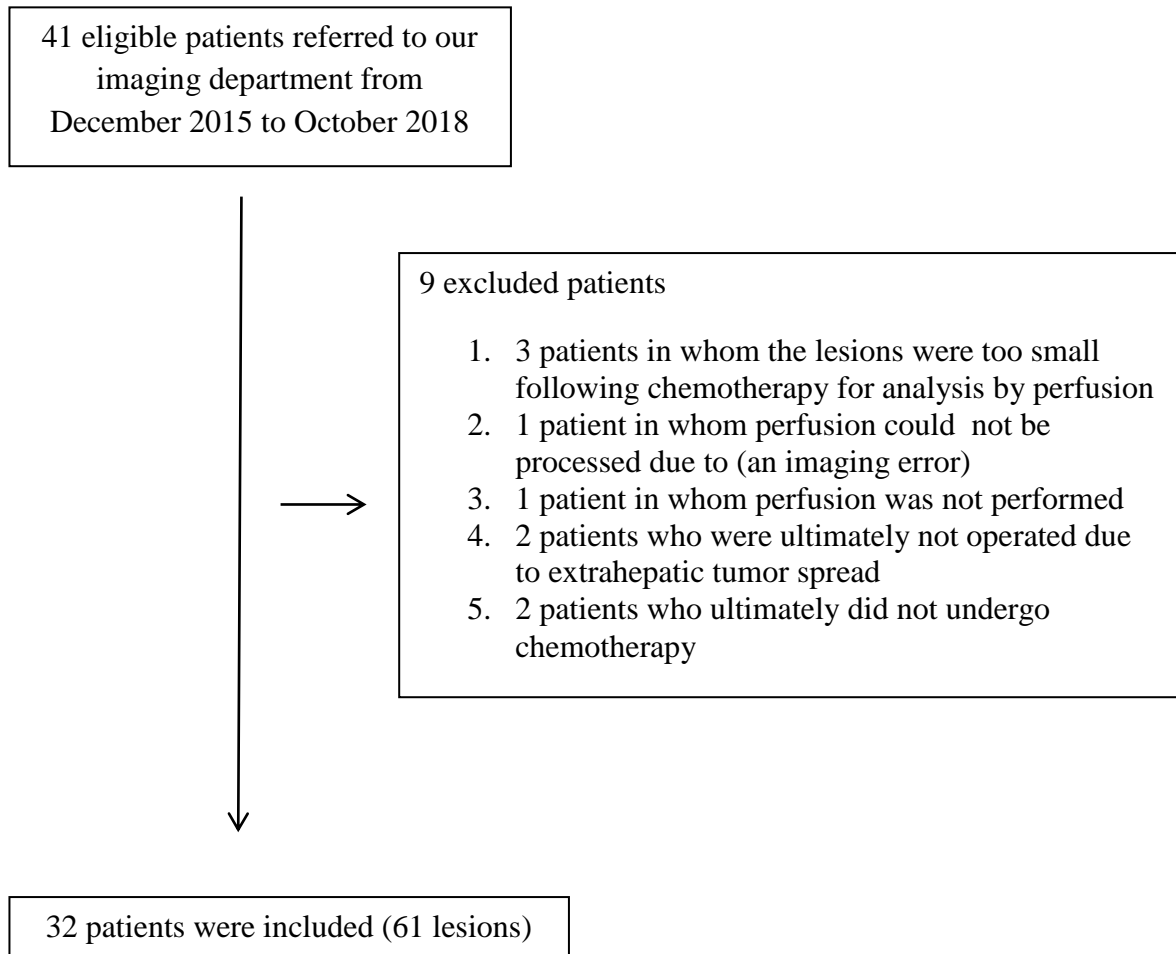 41 eligible patients referred to our
imaging department from
December 2015 to October 2018
9 excluded patients
1. 3 patients in whom the lesions were too small
following chemotherapy for analysis by perfusion
2. 1 patient in whom perfusion could  not be
processed due to (an imaging error)
3. 1 patient in whom perfusion was not performed
4. 2 patients who were ultimately not operated due
to extrahepatic tumor spread
5. 2 patients who ultimately did not undergo
chemotherapy
32 patients were included (61 lesions)